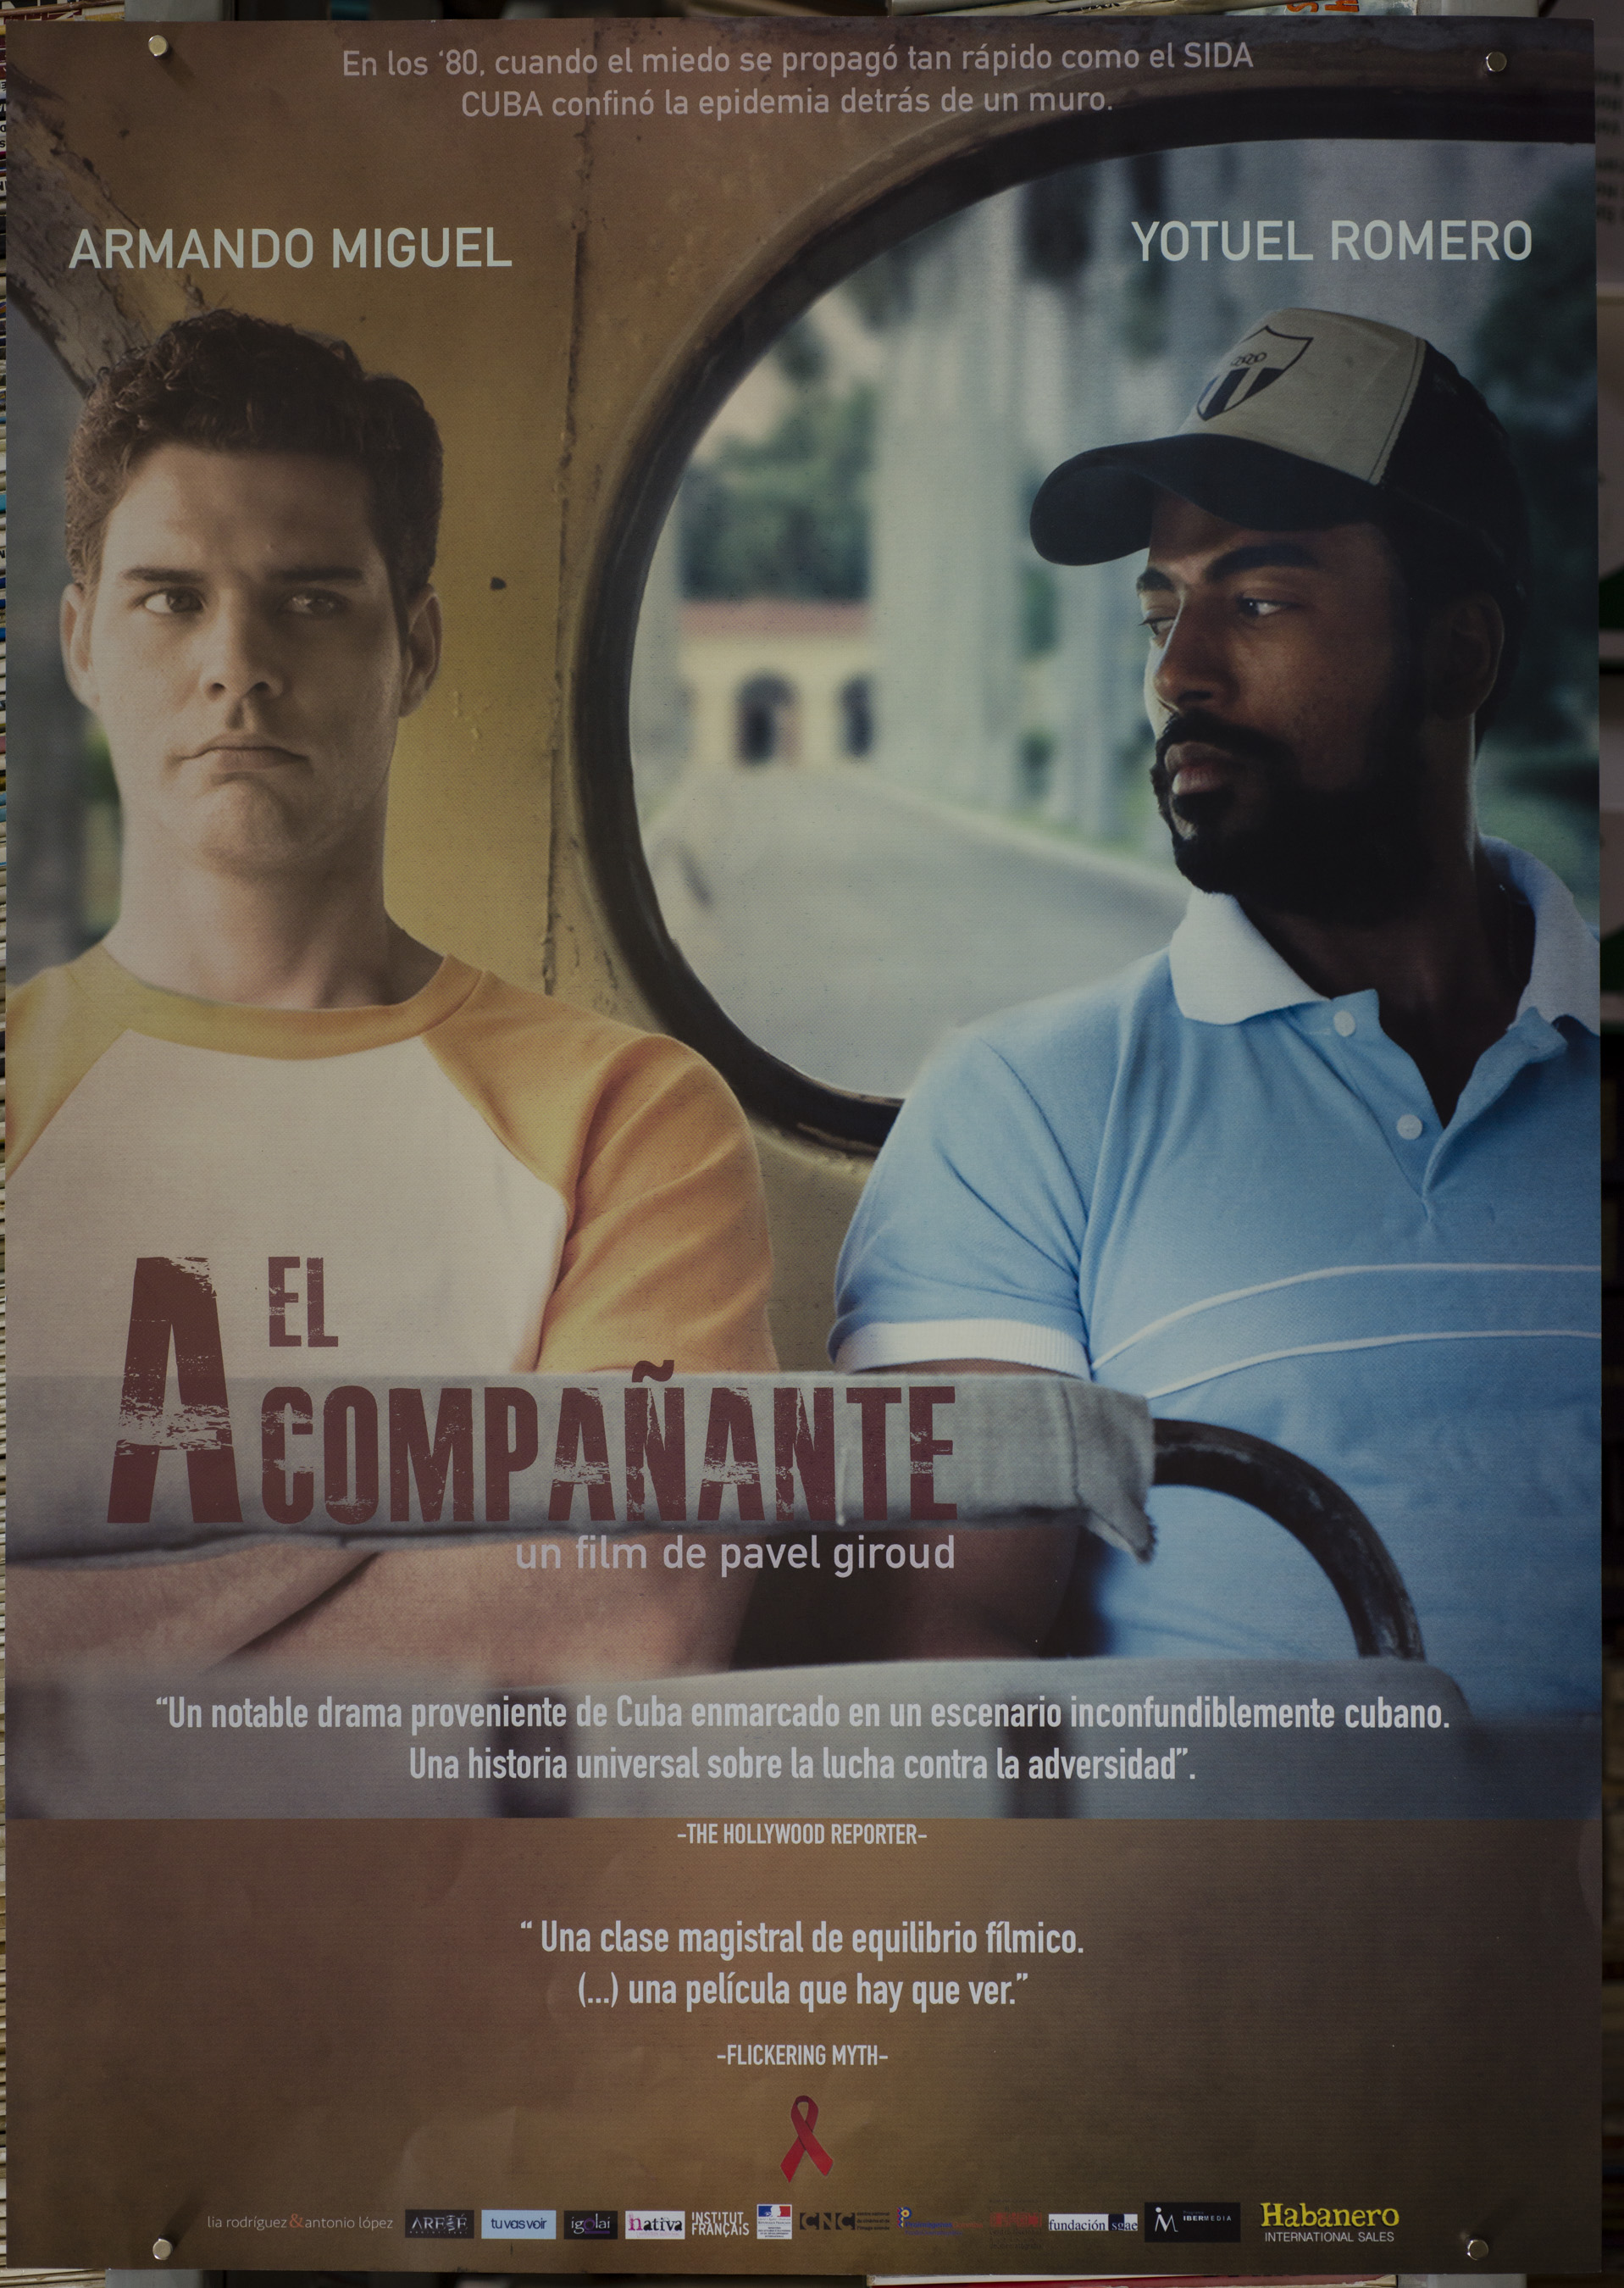 En los ‘80, cuando el miedo se propagó tan rápido como el SIDA
CUBA confinó la epidemia detrás de un muro.
ARMANDO MIGUEL
YOTUEL ROMERO
EL
ACOMPAÑANTE
un film de pavel giroud
“Un notable drama proveniente de Cuba enmarcado en un escenario inconfundiblemente cubano.
Una historia universal sobre la lucha contra la adversidad”.
-THE HOLLYWOOD REPORTER-
“ Una clase magistral de equilibrio fílmico.
(...) una película que hay que ver.”
-FLICKERING MYTH-
lia rodríguez&antonio lópez
tuvasvoir
igolai
nativa
INSTITUT
FRANÇAIS
CNC
fundación sgae
IBERMEDIA
Habanero
INTERNATIONAL SALES